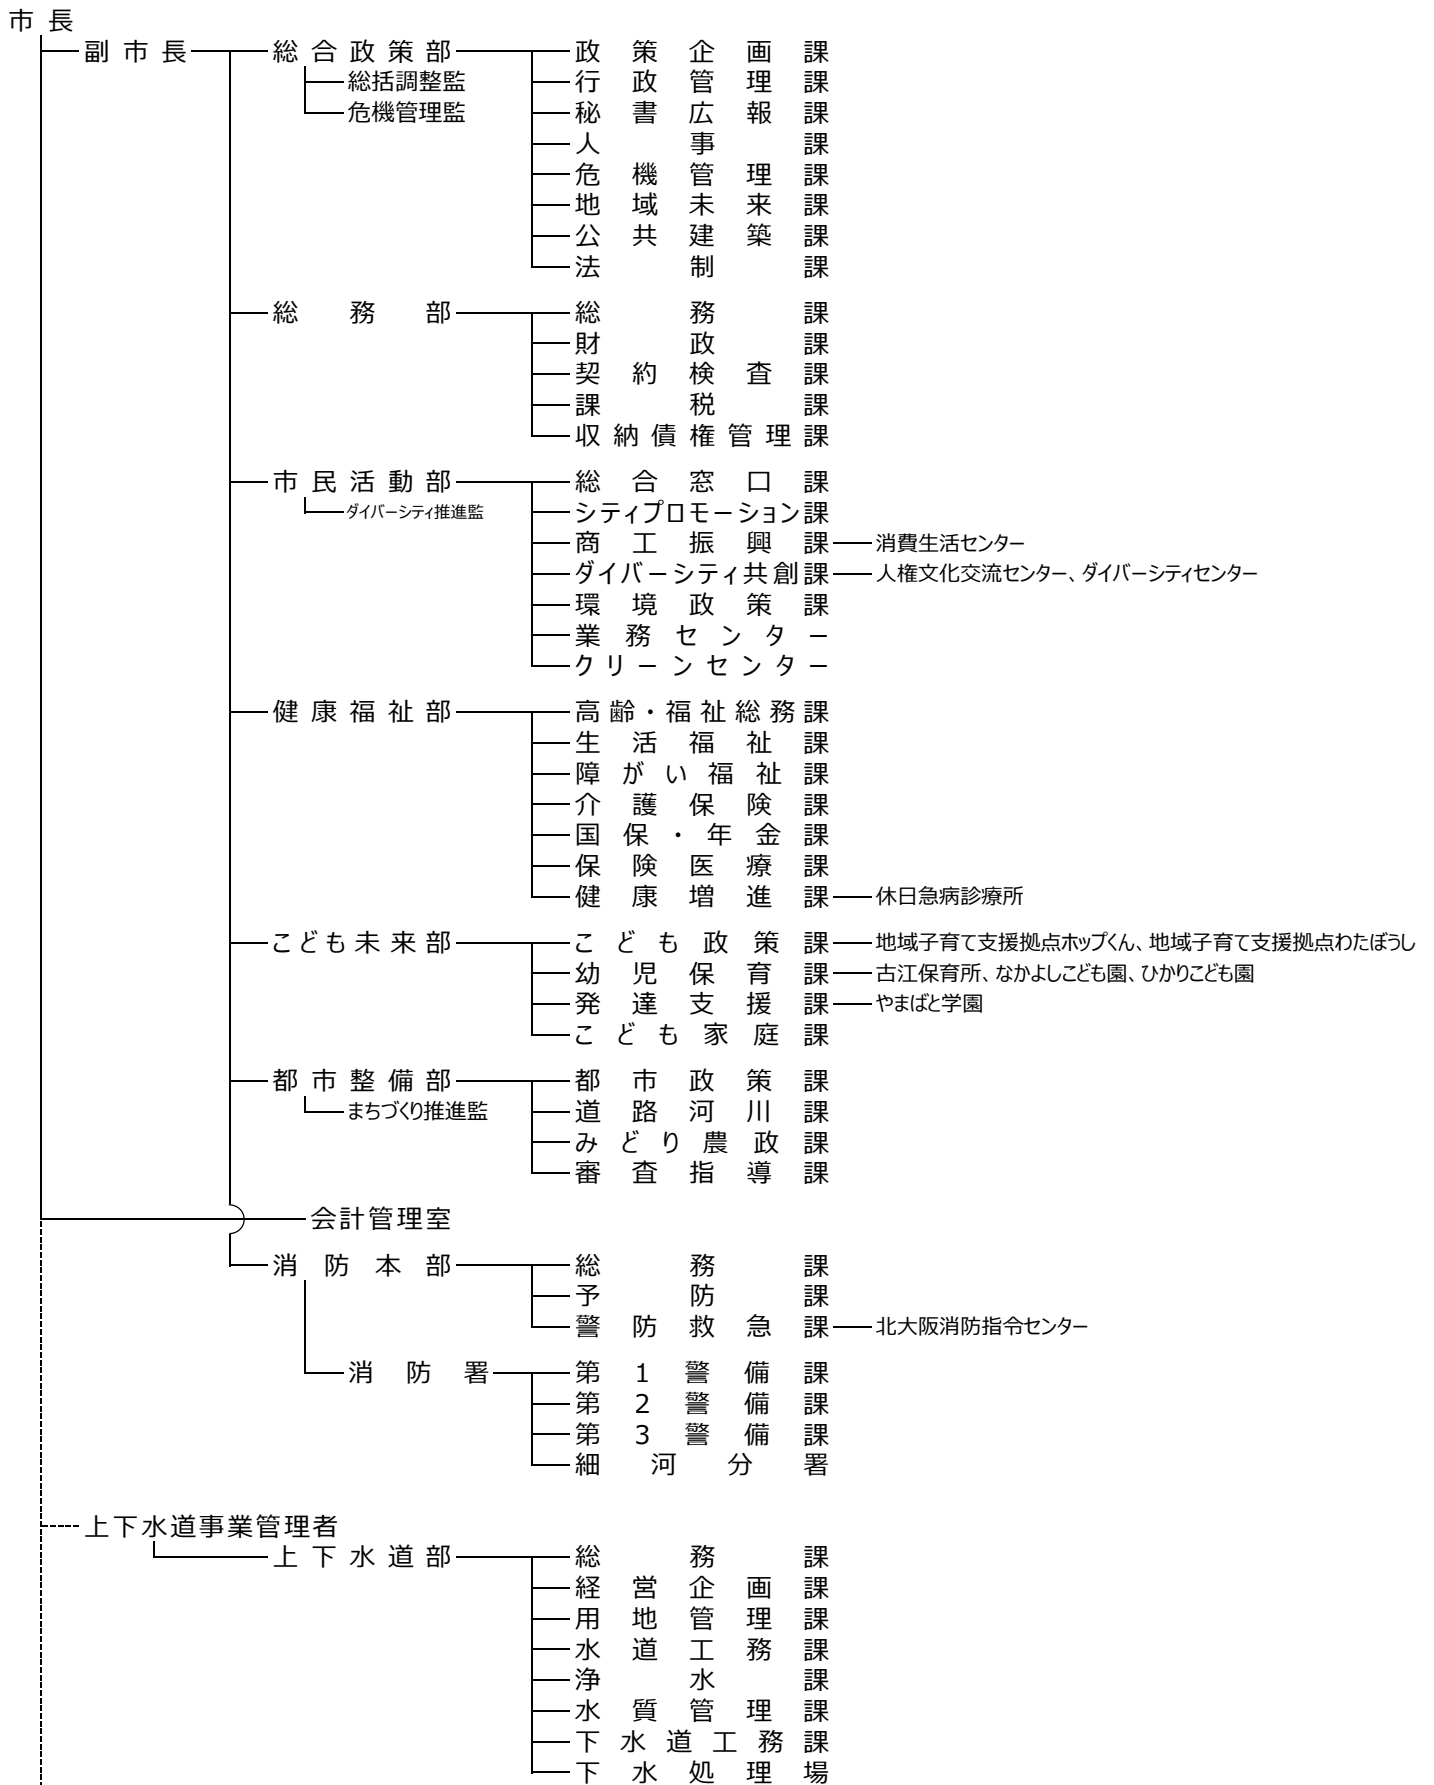 市長
副市長 総合政策部 政策企画課
総括調整監 行政管理課
危機管理監 秘書広報課
人事課
危機管理課
地域未来課
公共建築課
法制課
総務部 総務課
財政課
契約検査課
課税課
収納債権管理課
市民活動部 総合窓口課
ダイバーシティ推進監 シティプロモーション課
商工振興課 消費生活センター
ダイバーシティ共創課 人権文化交流センター、ダイバーシティセンター
環境政策課
業務センター
クリーンセンター
健康福祉部 高齢・福祉総務課
生活福祉課
障がい福祉課
介護保険課
国保・年金課
保険医療課
健康増進課 休日急病診療所
こども未来部 こども政策課 地域子育て支援拠点ホップくん、地域子育て支援拠点わたぼうし
幼児保育課 古江保育所、なかよしこども園、ひかりこども園
発達支援課 やまばと学園
こども家庭課
都市整備部 都市政策課
まちづくり推進監 道路河川課
みどり農政課
審査指導課
会計管理室
消防本部 総務課
予防課
警防救急課 北大阪消防指令センター
消防署 第1警備課
第2警備課
第3警備課
細河分署
上下水道事業管理者
上下水道部 総務課
経営企画課
用地管理課
水道工務課
浄水課
水質管理課
下水道工務課
下水処理場